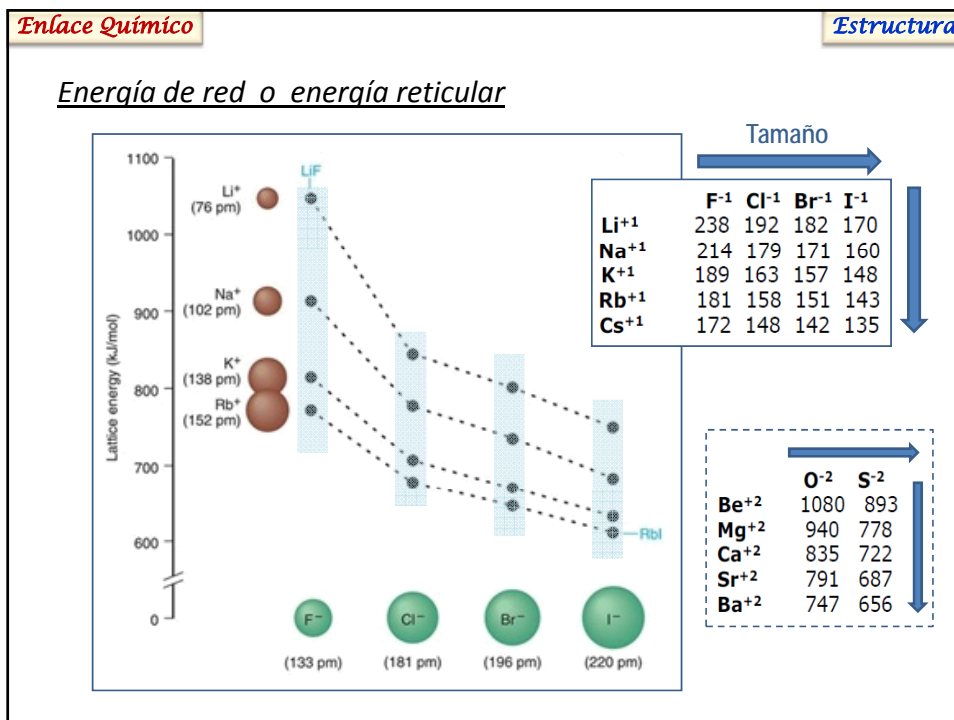 Enlace Químico
Estructura
Energía de red o energía reticular
Lattice energy (kJ/mol)
1100
1000
900
800
700
600
0
Li+
(76 pm)
Na+
(102 pm)
K+
(138 pm)
Rb+
(152 pm)
LiF
RbI
F−
Cl−
Br−
I−
(133 pm)
(181 pm)
(196 pm)
(220 pm)
Tamaño
F-1 Cl-1 Br-1 I-1
Li+1 238 192 182 170
Na+1 214 179 171 160
K+1 189 163 157 148
Rb+1 181 158 151 143
Cs+1 172 148 142 135
O-2 S-2
Be+2 1080 893
Mg+2 940 778
Ca+2 835 722
Sr+2 791 687
Ba+2 747 656